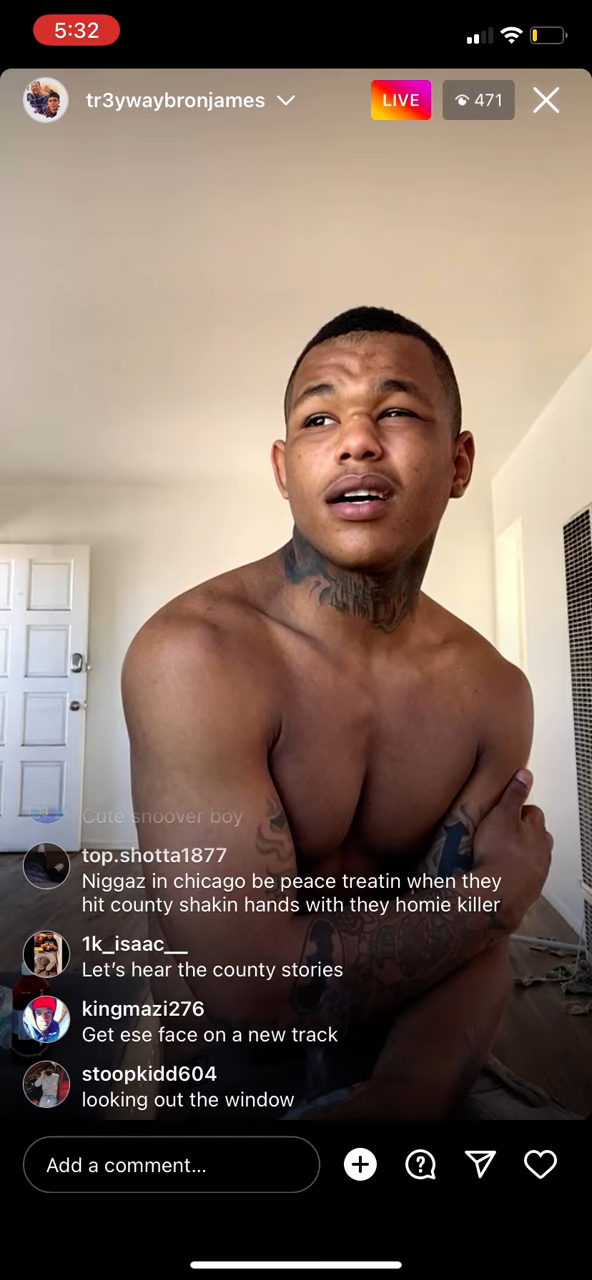 5:32
tr3ywaybronjames
LIVE
471
Cute snoover boy
top.shotta1877
Niggaz in chicago be peace treatin when they
hit county shakin hands with they homie killer
1k_isaac__
Let’s hear the county stories
kingmazi276
Get ese face on a new track
stoopkidd604
looking out the window
Add a comment...